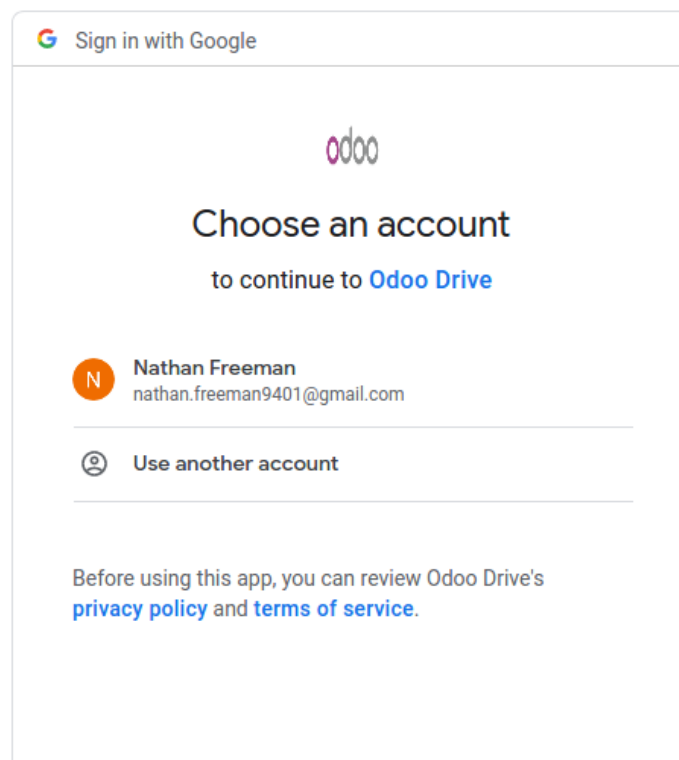 Sign in with Google
odoo
Choose an account
to continue to Odoo Drive
N
Nathan Freeman
nathan.freeman9401@gmail.com
Use another account
Before using this app, you can review Odoo Drive's
privacy policy and terms of service.